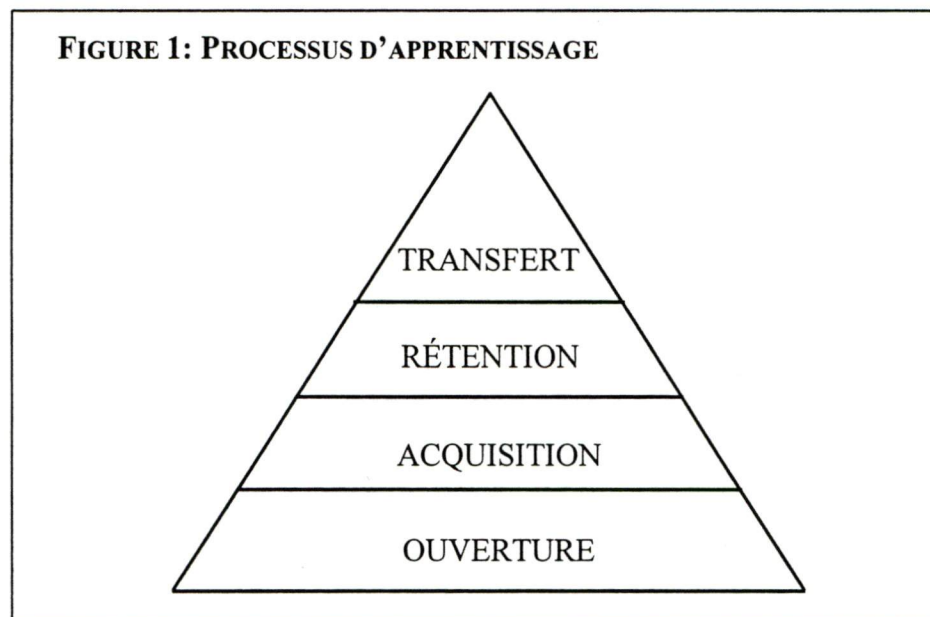 FIGURE 1: PROCESSUS D'APPRENTISSAGE
TRANSFERT
RÉTENTION
ACQUISITION
OUVERTURE